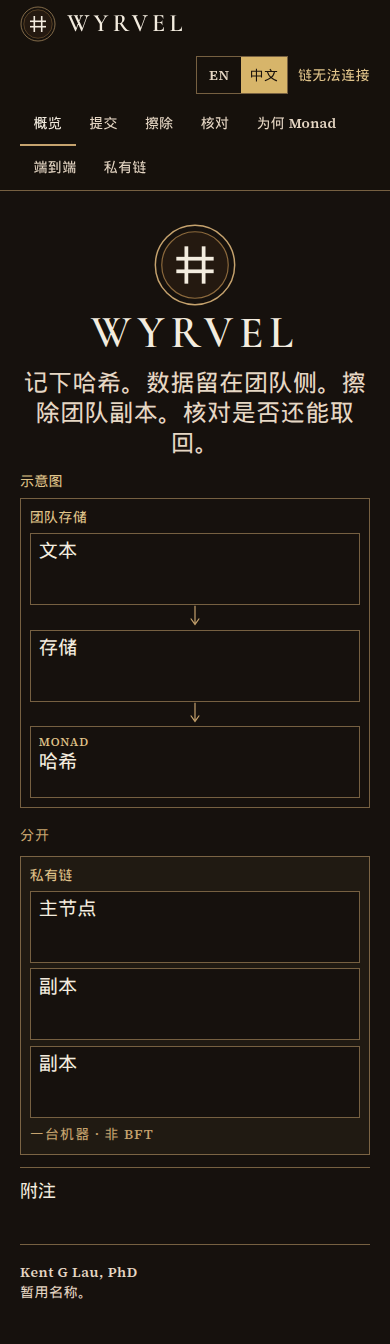 WYRVEL
EN 中文 链无法连接
概览 提交 擦除 核对 为何 Monad
端到端 私有链
WYRVEL
记下哈希。数据留在团队侧。擦
除团队副本。核对是否还能取
回。
示意图
团队存储
文本
存储
MONAD
哈希
分开
私有链
主节点
副本
副本
一台机器 · 非 BFT
附注
Kent G Lau, PhD
暂用名称。